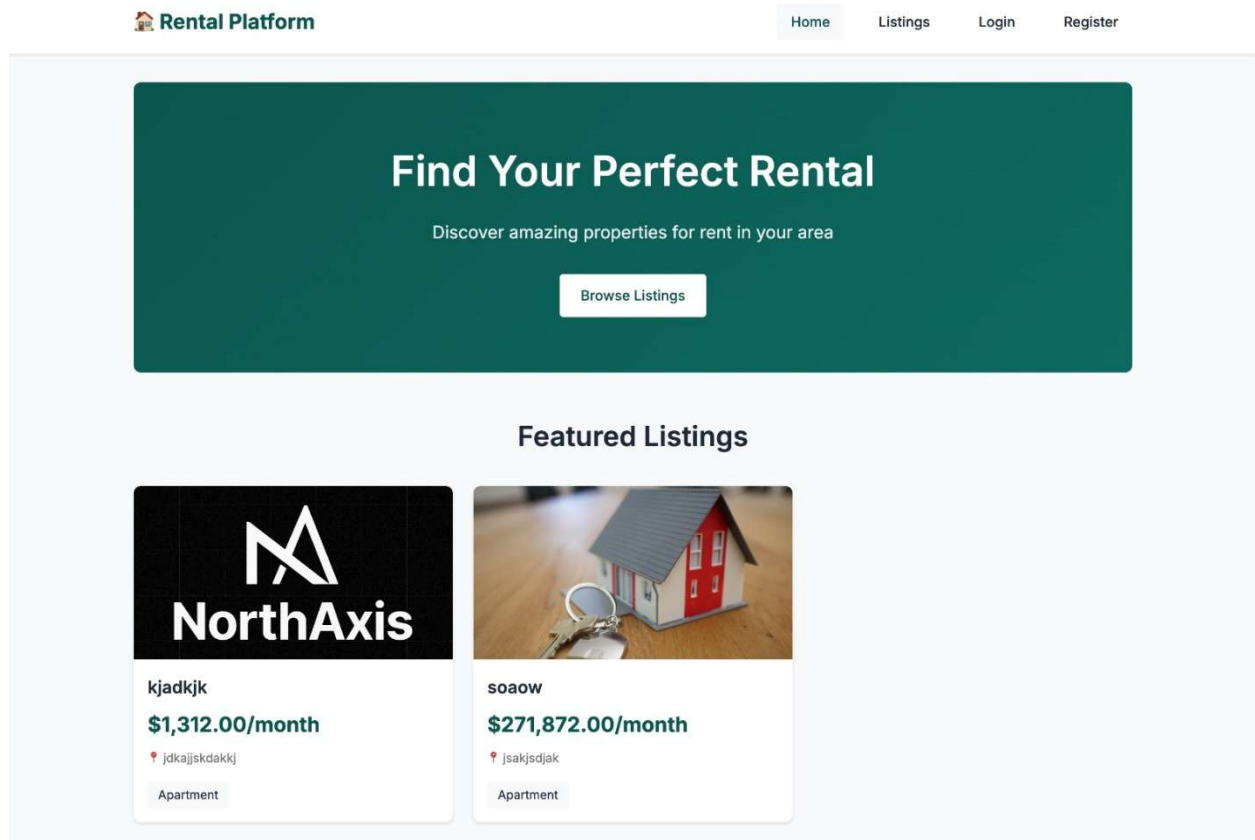 Rental Platform
Home Listings Login Register
Find Your Perfect Rental
Discover amazing properties for rent in your area
Browse Listings
Featured Listings
NorthAxis
kjadkjk
$1,312.00/month
jdkajjskdakkj
Apartment
soaow
$271,872.00/month
jsakjsdjak
Apartment